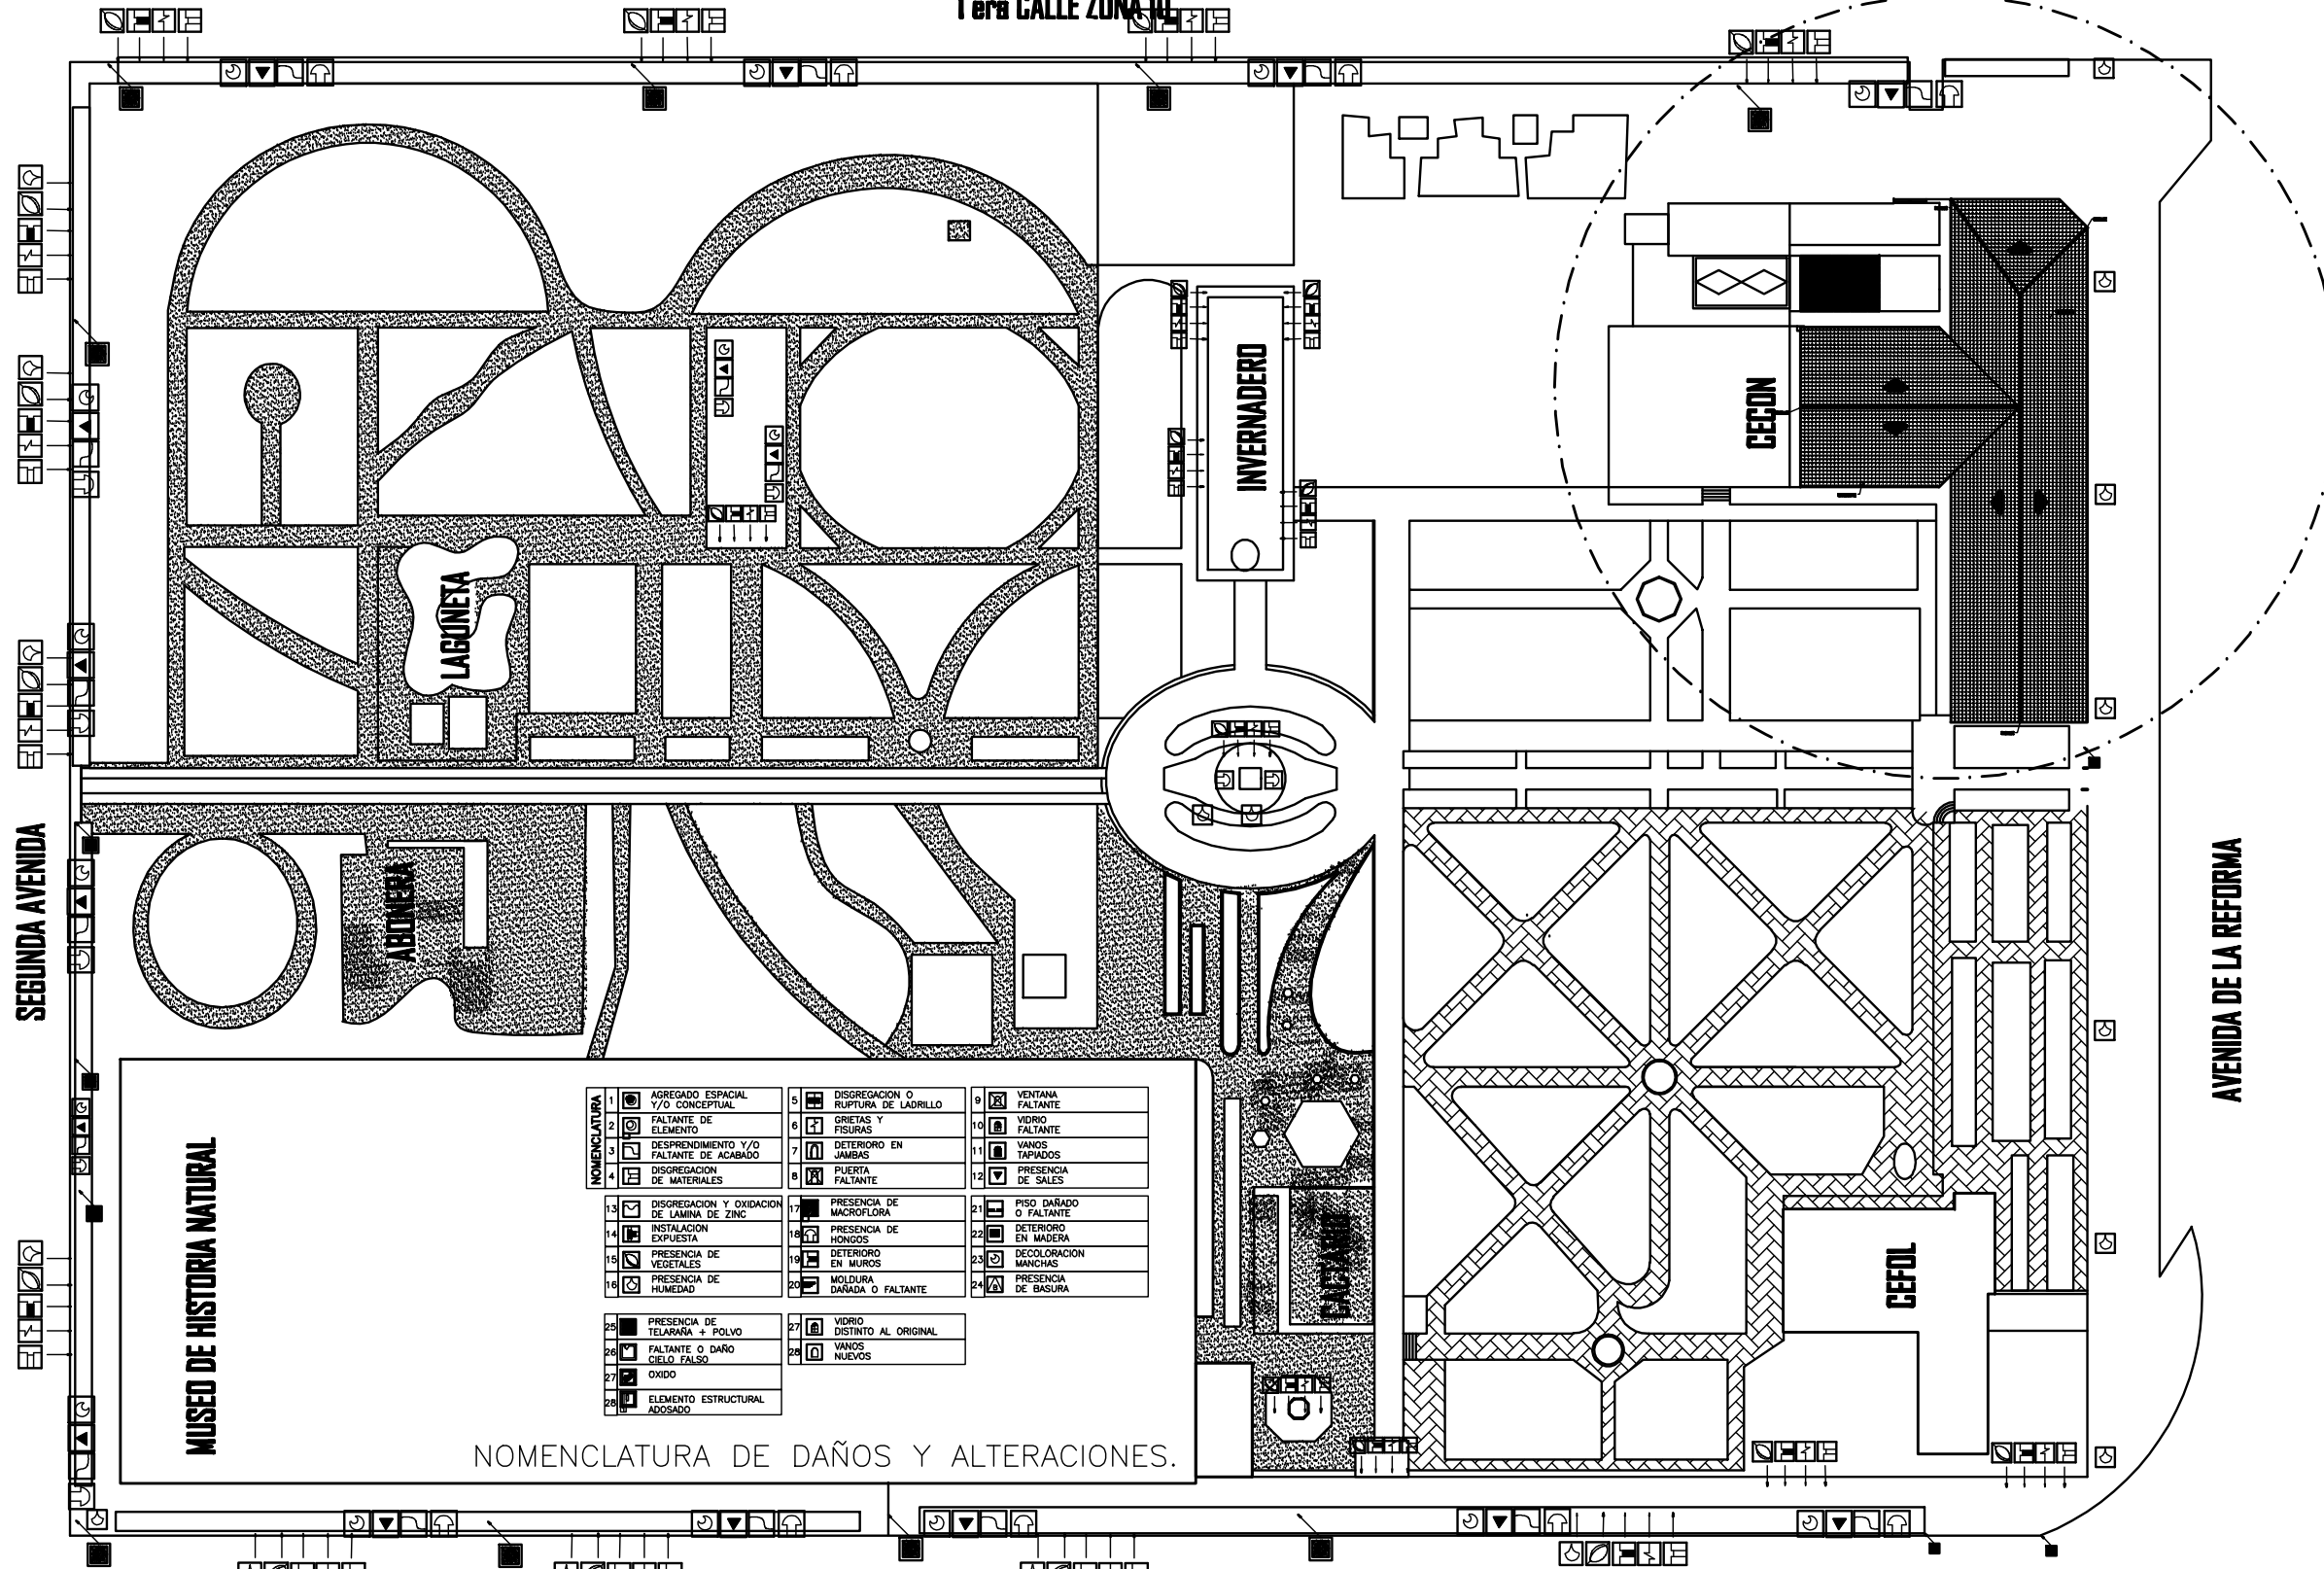 1era CALLE ZONA 10
INVERNADERO
CECON
LAGUNETA
SEGUNDA AVENIDA
ABONERA
AVENIDA DE LA REFORMA
MUSEO DE HISTORIA NATURAL
CACTARIO
CEFOL
NOMENCLATURA
1 AGREGADO ESPACIAL
Y/O CONCEPTUAL
2 FALTANTE DE
ELEMENTO
3 DESPRENDIMIENTO Y/O
FALTANTE DE ACABADO
4 DISGREGACION
DE MATERIALES
5 DISGREGACION O
RUPTURA DE LADRILLO
6 GRIETAS Y
FISURAS
7 DETERIORO EN
JAMBAS
8 PUERTA
FALTANTE
9 VENTANA
FALTANTE
10 VIDRIO
FALTANTE
11 VANOS
TAPIADOS
12 PRESENCIA
DE SALES
13 DISGREGACION Y OXIDACION
DE LAMINA DE ZINC
14 INSTALACION
EXPUESTA
15 PRESENCIA DE
VEGETALES
16 PRESENCIA DE
HUMEDAD
17 PRESENCIA DE
MACROFLORA
18 PRESENCIA DE
HONGOS
19 DETERIORO
EN MUROS
20 MOLDURA
DAÑADA O FALTANTE
21 PISO DAÑADO
O FALTANTE
22 DETERIORO
EN MADERA
23 DECOLORACION
MANCHAS
24 PRESENCIA
DE BASURA
25 PRESENCIA DE
TELARAÑA + POLVO
26 FALTANTE O DAÑO
CIELO FALSO
27 OXIDO
28 ELEMENTO ESTRUCTURAL
ADOSADO
27 VIDRIO
DISTINTO AL ORIGINAL
28 VANOS
NUEVOS
NOMENCLATURA DE DAÑOS Y ALTERACIONES.